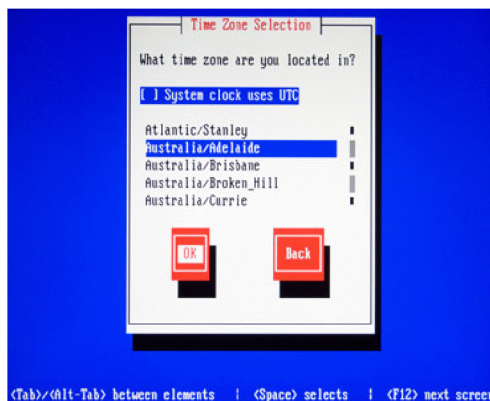 Time Zone Selection
What time zone are you located in?
[ ] System clock uses UTC
Atlantic/Stanley
Australia/Adelaide
Australia/Brisbane
Australia/Broken_Hill
Australia/Currie
OK
Back
<Tab>/<Alt-Tab> between elements | <Space> selects | <F12> next screen